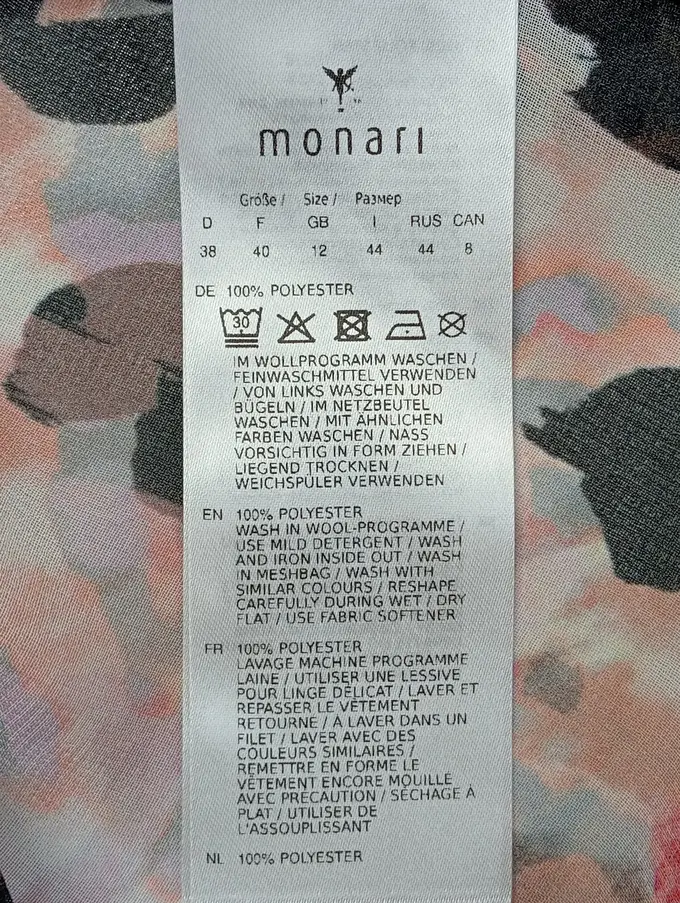 monari
Größe / Size / Размер
D F GB I RUS CAN
38 40 12 44 44 8
DE 100% POLYESTER
30
IM WOLLPROGRAMM WASCHEN /
FEINWASCHMITTEL VERWENDEN
/ VON LINKS WASCHEN UND
BÜGELN / IM NETZBEUTEL
WASCHEN / MIT ÄHNLICHEN
FARBEN WASCHEN / NASS
VORSICHTIG IN FORM ZIEHEN /
LIEGEND TROCKNEN /
WEICHSPÜLER VERWENDEN
EN 100% POLYESTER
WASH IN WOOL-PROGRAMME /
USE MILD DETERGENT / WASH
AND IRON INSIDE OUT / WASH
IN MESHBAG / WASH WITH
SIMILAR COLOURS / RESHAPE
CAREFULLY DURING WET / DRY
FLAT / USE FABRIC SOFTENER
FR 100% POLYESTER
LAVAGE MACHINE PROGRAMME
LAINE / UTILISER UNE LESSIVE
POUR LINGE DÉLICAT / LAVER ET
REPASSER LE VÊTEMENT
RETOURNE / A LAVER DANS UN
FILET / LAVER AVEC DES
COULEURS SIMILAIRES /
REMETTRE EN FORME LE
VÊTEMENT ENCORE MOUILLÉ
AVEC PRÉCAUTION / SÉCHAGE À
PLAT / UTILISER DE
L'ASSOUPLISSANT
NL 100% POLYESTER